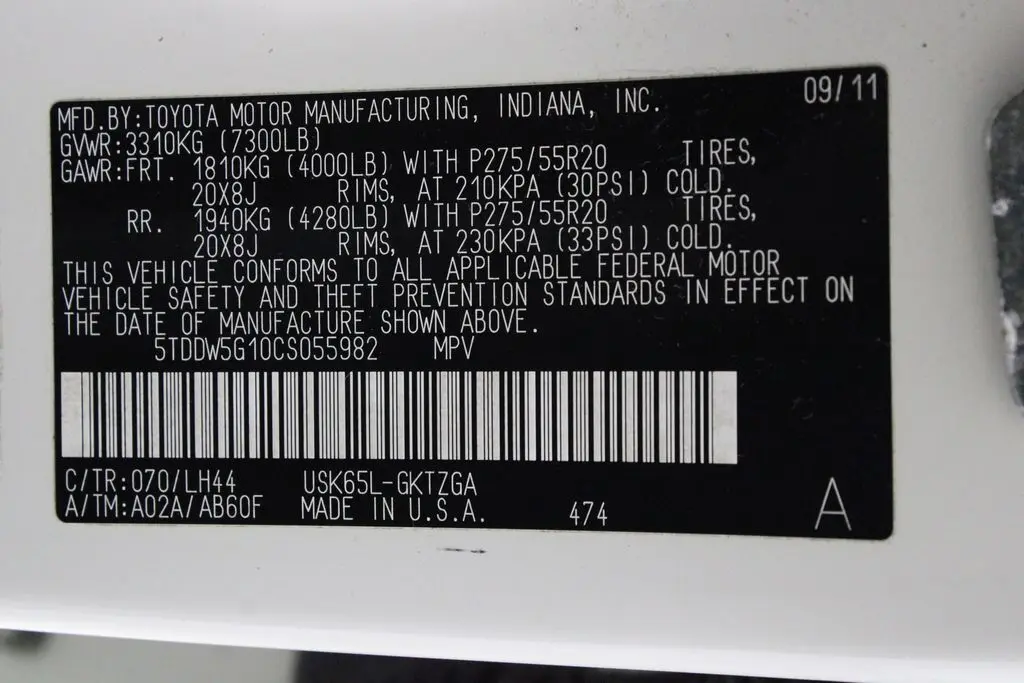 09/11
MFD.BY:TOYOTA MOTOR MANUFACTURING, INDIANA, INC.
GVWR:3310KG (7300LB)
GAWR:FRT. 1810KG (4000LB) WITH P275/55R20 TIRES,
20X8J RIMS, AT 210KPA (30PSI) COLD.
RR. 1940KG (4280LB) WITH P275/55R20 TIRES,
20X8J RIMS, AT 230KPA (33PSI) COLD.
THIS VEHICLE CONFORMS TO ALL APPLICABLE FEDERAL MOTOR
VEHICLE SAFETY AND THEFT PREVENTION STANDARDS IN EFFECT ON
THE DATE OF MANUFACTURE SHOWN ABOVE.
5TDDW5G10CS055982 MPV
C/TR:070/LH44 USK65L-GKTZGA
A/TM:A02A/AB60F MADE IN U.S.A. 474
A